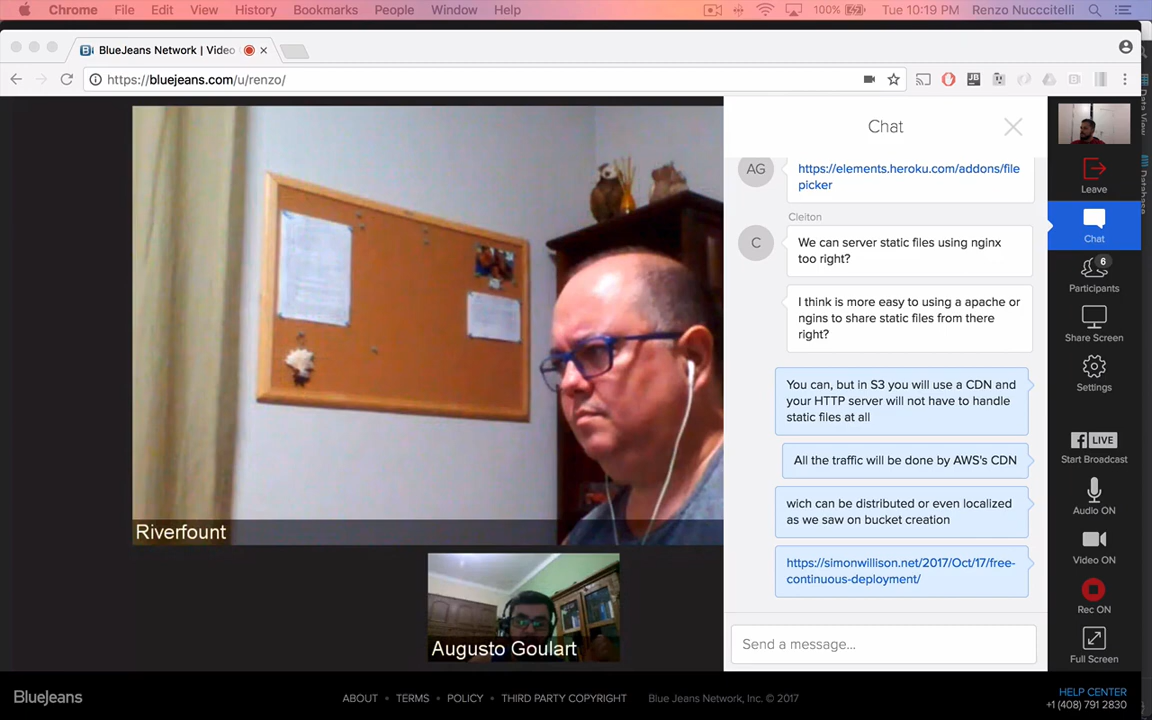 Chrome File Edit View History Bookmarks People Window Help 100% Tue 10:19 PM Renzo Nucccitelli
BlueJeans Network | Video
https://bluejeans.com/u/renzo/
Chat
AG
https://elements.heroku.com/addons/file
picker
Cleiton
C
We can server static files using nginx
too right?
I think is more easy to using a apache or
ngins to share static files from there
right?
You can, but in S3 you will use a CDN and
your HTTP server will not have to handle
static files at all
All the traffic will be done by AWS's CDN
wich can be distributed or even localized
as we saw on bucket creation
https://simonwillison.net/2017/Oct/17/free-
continuous-deployment/
Send a message...
Riverfount
Augusto Goulart
Leave
Chat
6
Participants
Share Screen
Settings
LIVE
Start Broadcast
Audio ON
Video ON
Rec ON
Full Screen
Data View
Database
BlueJeans
ABOUT • TERMS • POLICY • THIRD PARTY COPYRIGHT Blue Jeans Network, Inc. © 2017
HELP CENTER
+1 (408) 791 2830